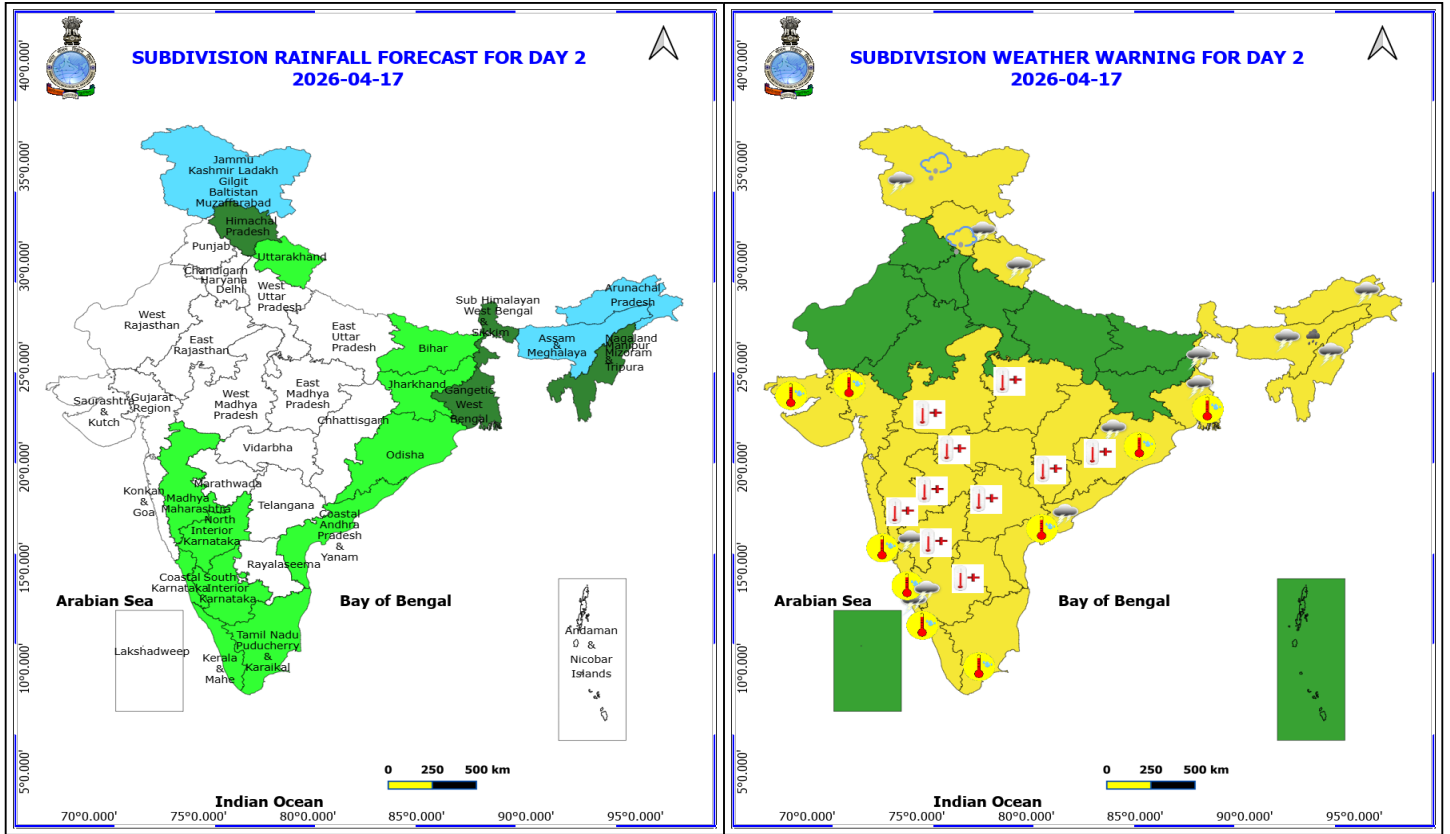 SUBDIVISION RAINFALL FORECAST FOR DAY 2
2026-04-17
40°0.000'
35°0.000'
30°0.000'
25°0.000'
20°0.000'
15°0.000'
10°0.000'
5°0.000'
Jammu
Kashmir Ladakh
Gilgit
Baltistan
Muzaffarabad
Himachal
Pradesh
Punjab
Uttarakhand
Chandigarh
Haryana
Delhi
West
Uttar
Pradesh
West
Rajasthan
East
Rajasthan
East
Uttar
Pradesh
Sub Himalayan
West Bengal
&
Sikkim
Arunachal
Pradesh
Assam
&
Meghalaya
Nagaland
Manipur
Mizoram
&
Tripura
Bihar
Jharkhand
Gangetic
West
Bengal
Saurashtra
&
Kutch
Gujarat
Region
West
Madhya
Pradesh
East
Madhya
Pradesh
Chhattisgarh
Vidarbha
Odisha
Konkan
&
Goa
Madhya
Maharashtra
Marathwada
Telangana
North
Interior
Karnataka
Coastal
Andhra
Pradesh
&
Yanam
Rayalaseema
Coastal
Karnataka
South
Interior
Karnataka
Arabian Sea
Bay of Bengal
Lakshadweep
Kerala
&
Mahe
Tamil Nadu
Puducherry
&
Karaikal
Andaman
&
Nicobar
Islands
0 250 500 km
Indian Ocean
70°0.000' 75°0.000' 80°0.000' 85°0.000' 90°0.000' 95°0.000'
SUBDIVISION WEATHER WARNING FOR DAY 2
2026-04-17
40°0.000'
35°0.000'
30°0.000'
25°0.000'
20°0.000'
15°0.000'
10°0.000'
5°0.000'
Arabian Sea
Bay of Bengal
0 250 500 km
Indian Ocean
70°0.000' 75°0.000' 80°0.000' 85°0.000' 90°0.000' 95°0.000'